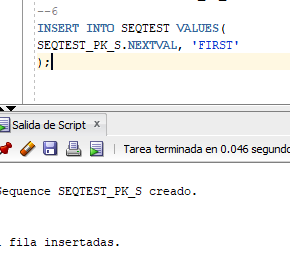 --6
INSERT INTO SEQTEST VALUES(
SEQTEST_PK_S.NEXTVAL, 'FIRST'
);
Salida de Script x
Tarea terminada en 0.046 segundo
Sequence SEQTEST_PK_S creado.
fila insertadas.